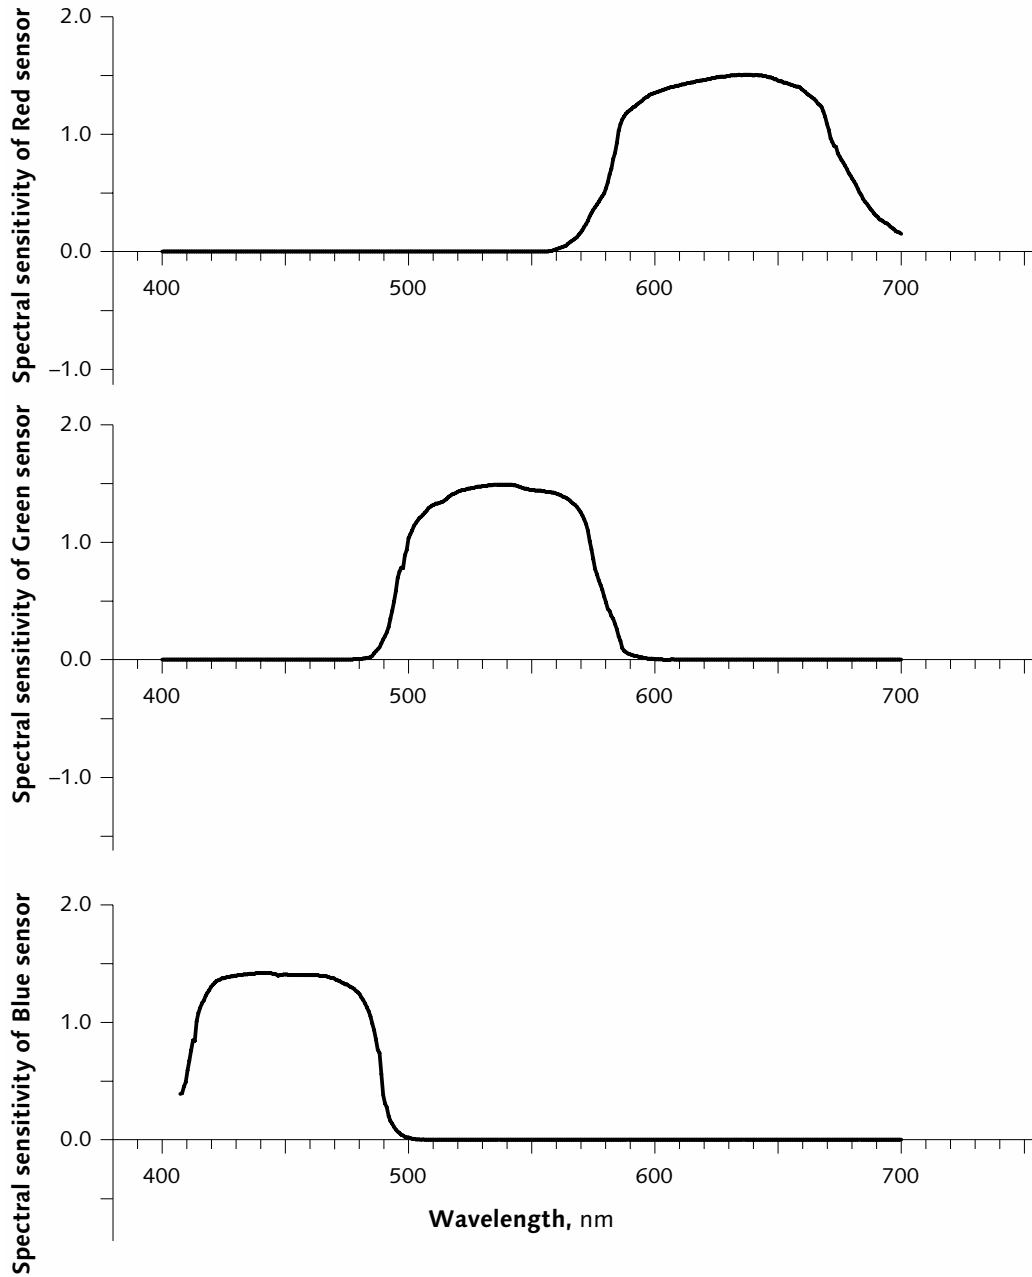 Spectral sensitivity of Red sensor
2.0
1.0
0.0
–1.0
400 500 600 700
Spectral sensitivity of Green sensor
2.0
1.0
0.0
–1.0
400 500 600 700
Spectral sensitivity of Blue sensor
2.0
1.0
0.0
400 500 600 700
Wavelength, nm